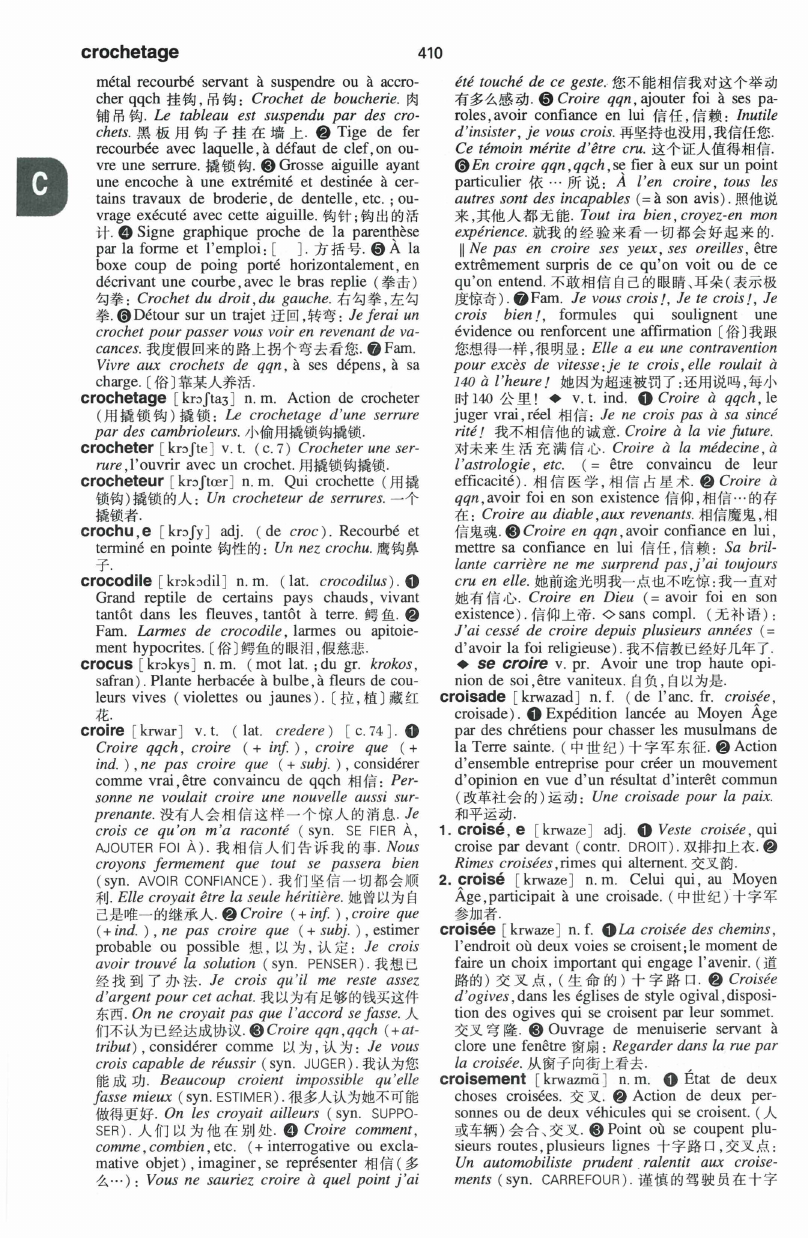 crochetage
410
métal recourbé servant à suspendre ou à accro-
cher qqch 挂钩,吊钩: Crochet de boucherie. 肉
铺吊钩. Le tableau est suspendu par des cro-
chets. 黑板用钩子挂在墙上. ❷ Tige de fer
recourbée avec laquelle, à défaut de clef, on ou-
vre une serrure. 撬锁钩. ❸ Grosse aiguille ayant
une encoche à une extrémité et destinée à cer-
tains travaux de broderie, de dentelle, etc. ; ou-
vrage exécuté avec cette aiguille. 钩针;钩出的活
计. ❹ Signe graphique proche de la parenthèse
par la forme et l'emploi: [ ]. 方括号. ❺ À la
boxe coup de poing porté horizontalement, en
décrivant une courbe, avec le bras replie (拳击)
勾拳: Crochet du droit, du gauche. 右勾拳,左勾
拳. ❻ Détour sur un trajet 迂回,转弯: Je ferai un
crochet pour passer vous voir en revenant de va-
cances. 我度假回来的路上拐个弯去看您. ❼ Fam.
Vivre aux crochets de qqn, à ses dépens, à sa
charge. [俗]靠某人养活.
crochetage [krɔʃtaʒ] n. m. Action de crocheter
(用撬锁钩)撬锁: Le crochetage d'une serrure
par des cambrioleurs. 小偷用撬锁钩撬锁.
crocheter [krɔʃte] v. t. (c. 7) Crocheter une ser-
rure, l'ouvrir avec un crochet. 用撬锁钩撬锁.
crocheteur [krɔʃtœr] n. m. Qui crochette (用撬
锁钩)撬锁的人: Un crocheteur de serrures. 一个
撬锁者.
crochu, e [krɔʃy] adj. (de croc). Recourbé et
terminé en pointe 钩性的: Un nez crochu. 鹰钩鼻
子.
crocodile [krɔkɔdil] n. m. (lat. crocodilus). ❶
Grand reptile de certains pays chauds, vivant
tantôt dans les fleuves, tantôt à terre. 鳄鱼. ❷
Fam. Larmes de crocodile, larmes ou apitoie-
ment hypocrites. [俗]鳄鱼的眼泪,假慈悲.
crocus [krɔkys] n. m. (mot lat. ; du gr. krokos,
safran). Plante herbacée à bulbe, à fleurs de cou-
leurs vives (violettes ou jaunes). [拉,植]藏红
花.
croire [krwar] v. t. (lat. credere) [c. 74]. ❶
Croire qqch, croire (+ inf.), croire que (+
ind.), ne pas croire que (+ subj.), considérer
comme vrai, être convaincu de qqch 相信: Per-
sonne ne voulait croire une nouvelle aussi sur-
prenante. 没有人会相信这样一个惊人的消息. Je
crois ce qu'on m'a raconté (syn. SE FIER À,
AJOUTER FOI À). 我相信人们告诉我的事. Nous
croyons fermement que tout se passera bien
(syn. AVOIR CONFIANCE). 我们坚信一切都会顺
利. Elle croyait être la seule héritière. 她曾以为自
己是唯一的继承人. ❷ Croire (+ inf.), croire que
(+ ind.), ne pas croire que (+ subj.), estimer
probable ou possible 想,以为,认定: Je crois
avoir trouvé la solution (syn. PENSER). 我想已
经找到了办法. Je crois qu'il me reste assez
d'argent pour cet achat. 我以为有足够的钱买这件
东西. On ne croyait pas que l'accord se fasse. 人
们不认为已经达成协议. ❸ Croire qqn, qqch (+ at-
tribut), considérer comme 以为,认为: Je vous
crois capable de réussir (syn. JUGER). 我认为您
能成功. Beaucoup croient impossible qu'elle
fasse mieux (syn. ESTIMER). 很多人认为她不可能
做得更好. On les croyait ailleurs (syn. SUPPO-
SER). 人们以为他在别处. ❹ Croire comment,
comme, combien, etc. (+ interrogative ou excla-
mative objet), imaginer, se représenter 相信(多
么…): Vous ne sauriez croire à quel point j'ai
C
été touché de ce geste. 您不能相信我对这个举动
有多么感动. ❺ Croire qqn, ajouter foi à ses pa-
roles, avoir confiance en lui 信任,信赖: Inutile
d'insister, je vous crois. 再坚持也没用,我信任您.
Ce témoin mérite d'être cru. 这个证人值得相信.
❻ En croire qqn, qqch, se fier à eux sur un point
particulier 依…所说: À l'en croire, tous les
autres sont des incapables (= à son avis). 照他说
来,其他人都无能. Tout ira bien, croyez-en mon
expérience. 就我的经验来看一切都会好起来的.
‖ Ne pas en croire ses yeux, ses oreilles, être
extrêmement surpris de ce qu'on voit ou de ce
qu'on entend. 不敢相信自己的眼睛、耳朵(表示极
度惊奇). ❼ Fam. Je vous crois!, Je te crois!, Je
crois bien!, formules qui soulignent une
évidence ou renforcent une affirmation [俗]我跟
您想得一样,很明显: Elle a eu une contravention
pour excès de vitesse: je te crois, elle roulait à
140 à l'heure! 她因为超速被罚了:还用说吗,每小
时140公里! ◆ v. t. ind. ❶ Croire à qqch, le
juger vrai, réel 相信: Je ne crois pas à sa sincé
rité! 我不相信他的诚意. Croire à la vie future.
对未来生活充满信心. Croire à la médecine, à
l'astrologie, etc. (= être convaincu de leur
efficacité). 相信医学,相信占星术. ❷ Croire à
qqn, avoir foi en son existence 信仰,相信…的存
在: Croire au diable, aux revenants. 相信魔鬼,相
信鬼魂. ❸ Croire en qqn, avoir confiance en lui,
mettre sa confiance en lui 信任,信赖: Sa bril-
lante carrière ne me surprend pas, j'ai toujours
cru en elle. 她前途光明我一点也不吃惊:我一直对
她有信心. Croire en Dieu (= avoir foi en son
existence). 信仰上帝. ◇ sans compl. (无补语):
J'ai cessé de croire depuis plusieurs années (=
d'avoir la foi religieuse). 我不信教已经好几年了.
◆ se croire v. pr. Avoir une trop haute opi-
nion de soi, être vaniteux. 自负,自以为是.
croisade [krwazad] n. f. (de l'anc. fr. croisée,
croisade). ❶ Expédition lancée au Moyen Âge
par des chrétiens pour chasser les musulmans de
la Terre sainte. (中世纪)十字军东征. ❷ Action
d'ensemble entreprise pour créer un mouvement
d'opinion en vue d'un résultat d'interêt commun
(改革社会的)运动: Une croisade pour la paix.
和平运动.
1. croisé, e [krwaze] adj. ❶ Veste croisée, qui
croise par devant (contr. DROIT). 双排扣上衣. ❷
Rimes croisées, rimes qui alternent. 交叉韵.
2. croisé [krwaze] n. m. Celui qui, au Moyen
Âge, participait à une croisade. (中世纪)十字军
参加者.
croisée [krwaze] n. f. ❶ La croisée des chemins,
l'endroit où deux voies se croisent; le moment de
faire un choix important qui engage l'avenir. (道
路的)交叉点,(生命的)十字路口. ❷ Croisée
d'ogives, dans les églises de style ogival, disposi-
tion des ogives qui se croisent par leur sommet.
交叉穹隆. ❸ Ouvrage de menuiserie servant à
clore une fenêtre 窗扇: Regarder dans la rue par
la croisée. 从窗子向街上看去.
croisement [krwazmɑ̃] n. m. ❶ État de deux
choses croisées. 交叉. ❷ Action de deux per-
sonnes ou de deux véhicules qui se croisent. (人
或车辆)会合、交叉. ❸ Point où se coupent plu-
sieurs routes, plusieurs lignes 十字路口,交叉点:
Un automobiliste prudent ralentit aux croise-
ments (syn. CARREFOUR). 谨慎的驾驶员在十字